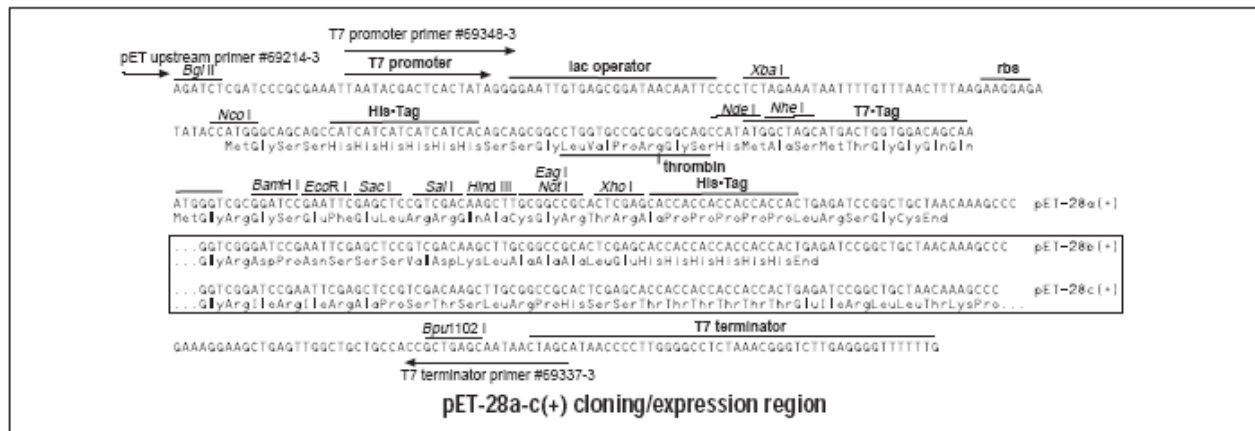 T7 promoter primer #69348-3
pET upstream primer #69214-3
Bgl II
T7 promoter
lac operator
Xba I
rbs
AGATCTCGATCCCGCGAAATTAATACGACTCACTATAGGGGAATTGTGAGCGGATAACAATTCCCCTCTAGAAATAATTTTGTTTAACTTTAAGAAGGAGA
Nco I
His•Tag
Nde I
Nhe I
T7•Tag
TATACCATGGGCAGCAGCCATCATCATCATCATCACAGCAGCGGCCTGGTGCCGCGCGGCAGCCATATGGCTAGCATGACTGGTGGACAGCAA
MetGlySerSerHisHisHisHisHisHisSerSerGlyLeuValProArgGlySerHisMetAlaSerMetThrGlyGlyGlnGln
thrombin
BamH I
EcoR I
Sac I
Sal I
Hind III
Eag I
Not I
Xho I
His•Tag
ATGGGTCGCGGATCCGAATTCGAGCTCCGTCGACAAGCTTGCGGCCGCACTCGAGCACCACCACCACCACCACTGAGATCCGGCTGCTAACAAAGCCC pET-28a(+)
MetGlyArgGlySerGluPheGluLeuArgArgGlnAlaCysGlyArgThrArgAlaProProProProProProLeuArgSerGlyCysEnd
...GGTCGGGATCCGAATTCGAGCTCCGTCGACAAGCTTGCGGCCGCACTCGAGCACCACCACCACCACCACTGAGATCCGGCTGCTAACAAAGCCC pET-28b(+)
...GlyArgAspProAsnSerSerSerValAspLysLeuAlaAlaAlaLeuGluHisHisHisHisHisHisEnd
...GGTCGGATCCGAATTCGAGCTCCGTCGACAAGCTTGCGGCCGCACTCGAGCACCACCACCACCACCACTGAGATCCGGCTGCTAACAAAGCCC pET-28c(+)
...GlyArgIleArgIleArgAlaProSerThrSerLeuArgProHisSerSerThrThrThrThrThrThrGluIleArgLeuLeuThrLysPro...
Bpu1102 I
T7 terminator
GAAAGGAAGCTGAGTTGGCTGCTGCCACCGCTGAGCAATAACTAGCATAACCCCTTGGGGCCTCTAAACGGGTCTTGAGGGGTTTTTTG
T7 terminator primer #69337-3
pET-28a-c(+) cloning/expression region